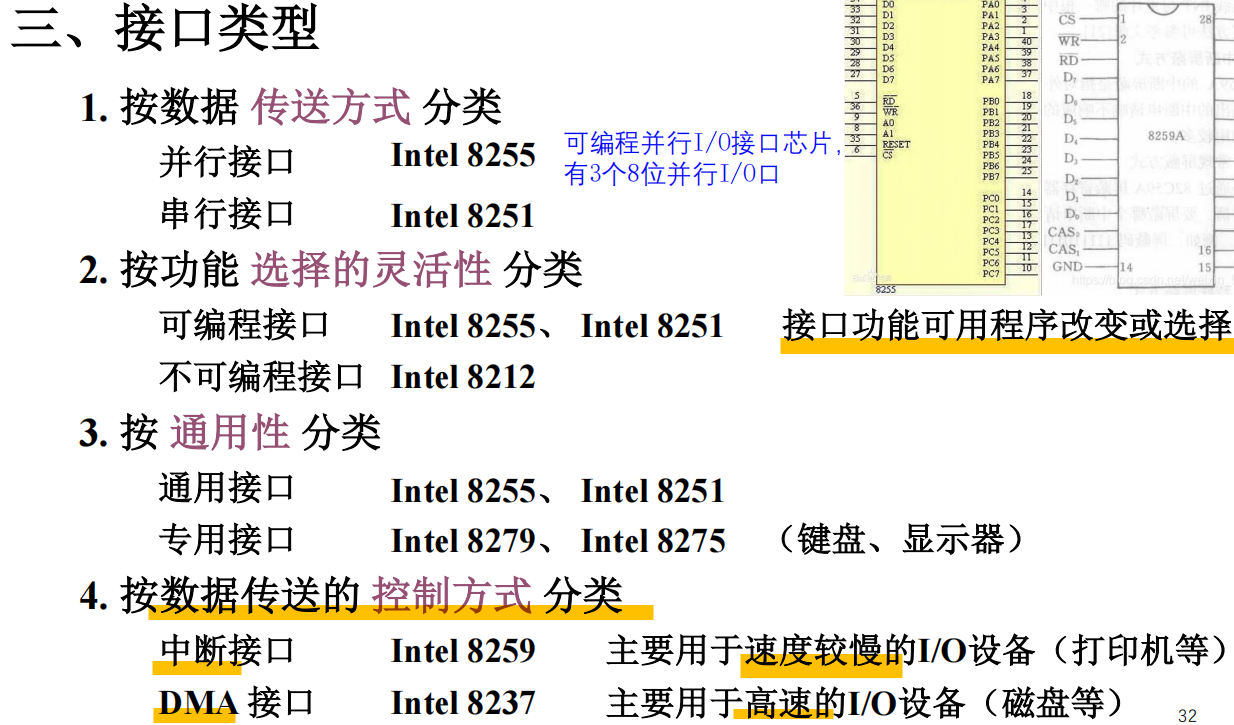 三、接口类型
1. 按数据 传送方式 分类
并行接口 Intel 8255 可编程并行I/O接口芯片，
有3个8位并行I/O口
串行接口 Intel 8251
2. 按功能 选择的灵活性 分类
可编程接口 Intel 8255、 Intel 8251 接口功能可用程序改变或选择
不可编程接口 Intel 8212
3. 按 通用性 分类
通用接口 Intel 8255、 Intel 8251
专用接口 Intel 8279、 Intel 8275 （键盘、显示器）
4. 按数据传送的 控制方式 分类
中断接口 Intel 8259 主要用于速度较慢的I/O设备（打印机等）
DMA 接口 Intel 8237 主要用于高速的I/O设备（磁盘等）
33 D0 PA0
32 D1 PA1 3
31 D2 PA2 2
30 D3 PA3 1
29 D4 PA4 40
28 D5 PA5 39
27 D6 PA6 38
D7 PA7 37
5 RD PB0 18
36 WR PB1 19
9 A0 PB2 20
8 A1 PB3 21
35 RESET PB4 22
6 CS PB5 23
PB6 24
PB7 25
PC0 14
PC1 15
PC2 16
PC3 17
PC4 13
PC5 12
PC6 11
PC7 10
8255
CS 1 28
WR 2
RD
D₇
D₆
D₅
D₄ 8259A
D₃
D₂
D₁
D₀
CAS₂
CAS₁ 16
GND 14 15
32